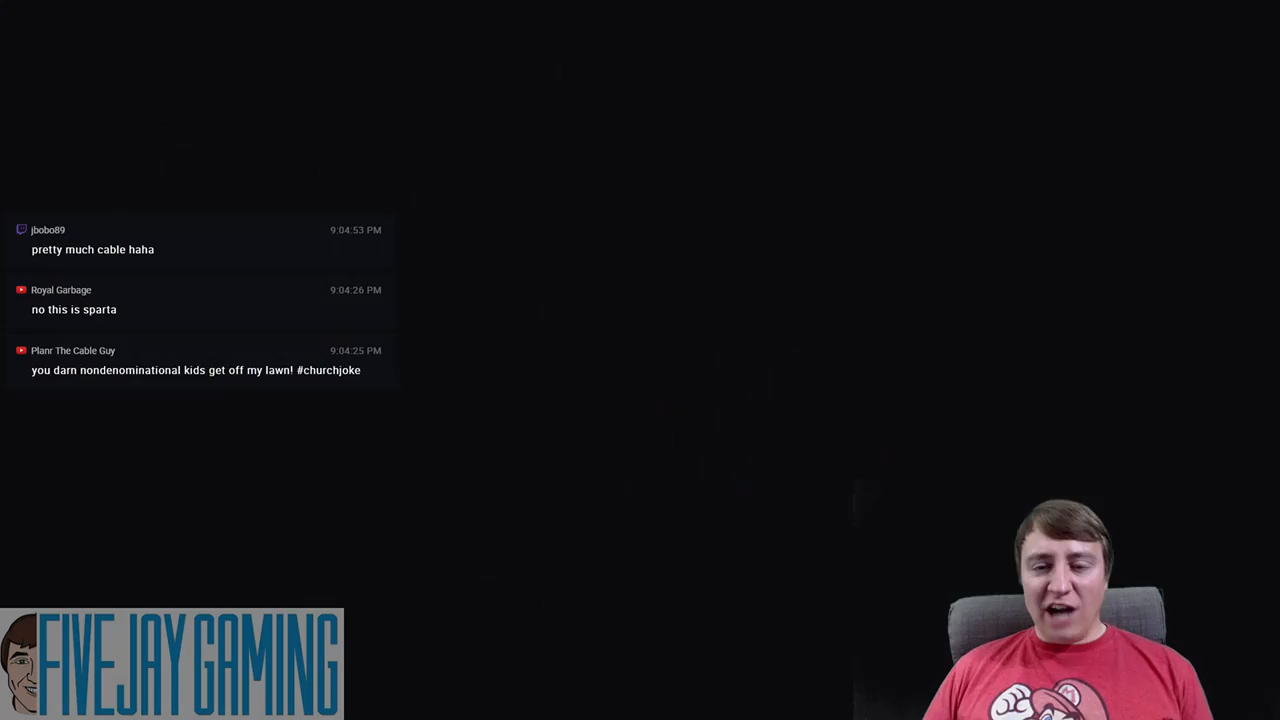 jbobo89 9:04:53 PM
pretty much cable haha
Royal Garbage 9:04:26 PM
no this is sparta
Planr The Cable Guy 9:04:25 PM
you darn nondenominational kids get off my lawn! #churchjoke
FIVEJAY GAMING
M